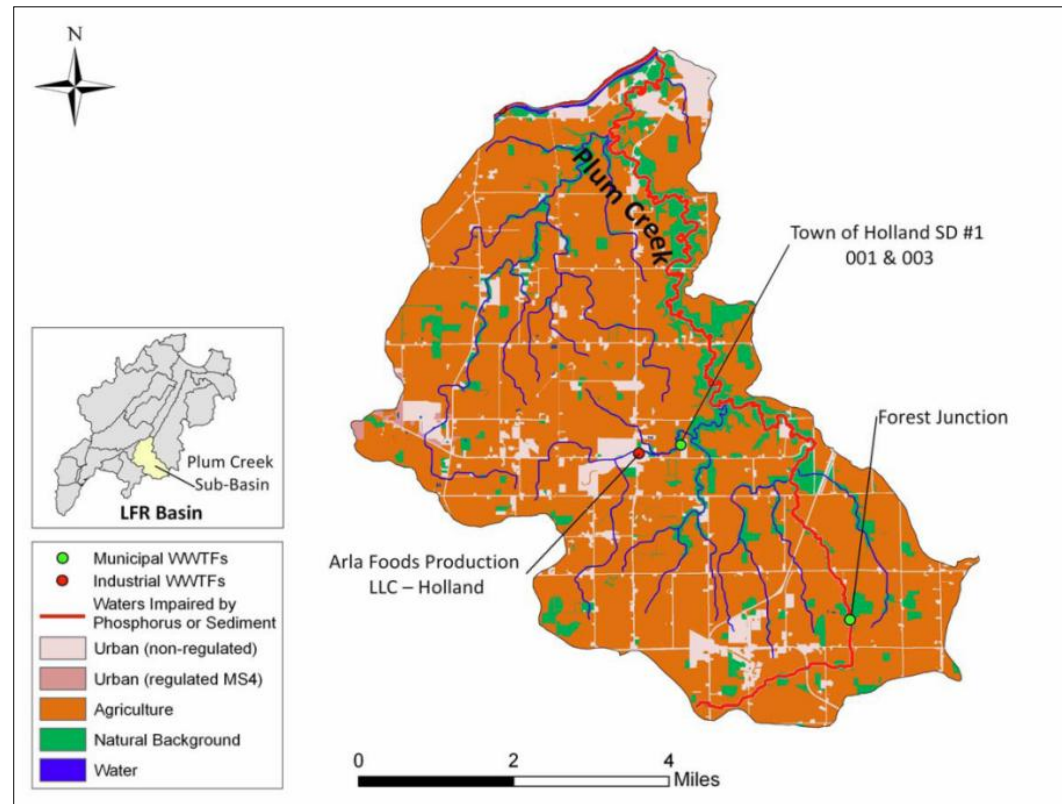 Plum Creek
Town of Holland SD #1
001 & 003
Forest Junction
Plum Creek
Sub-Basin
LFR Basin
Arla Foods Production
LLC – Holland
Municipal WWTFs
Industrial WWTFs
Waters Impaired by
Phosphorus or Sediment
Urban (non-regulated)
Urban (regulated MS4)
Agriculture
Natural Background
Water
0 2 4
Miles